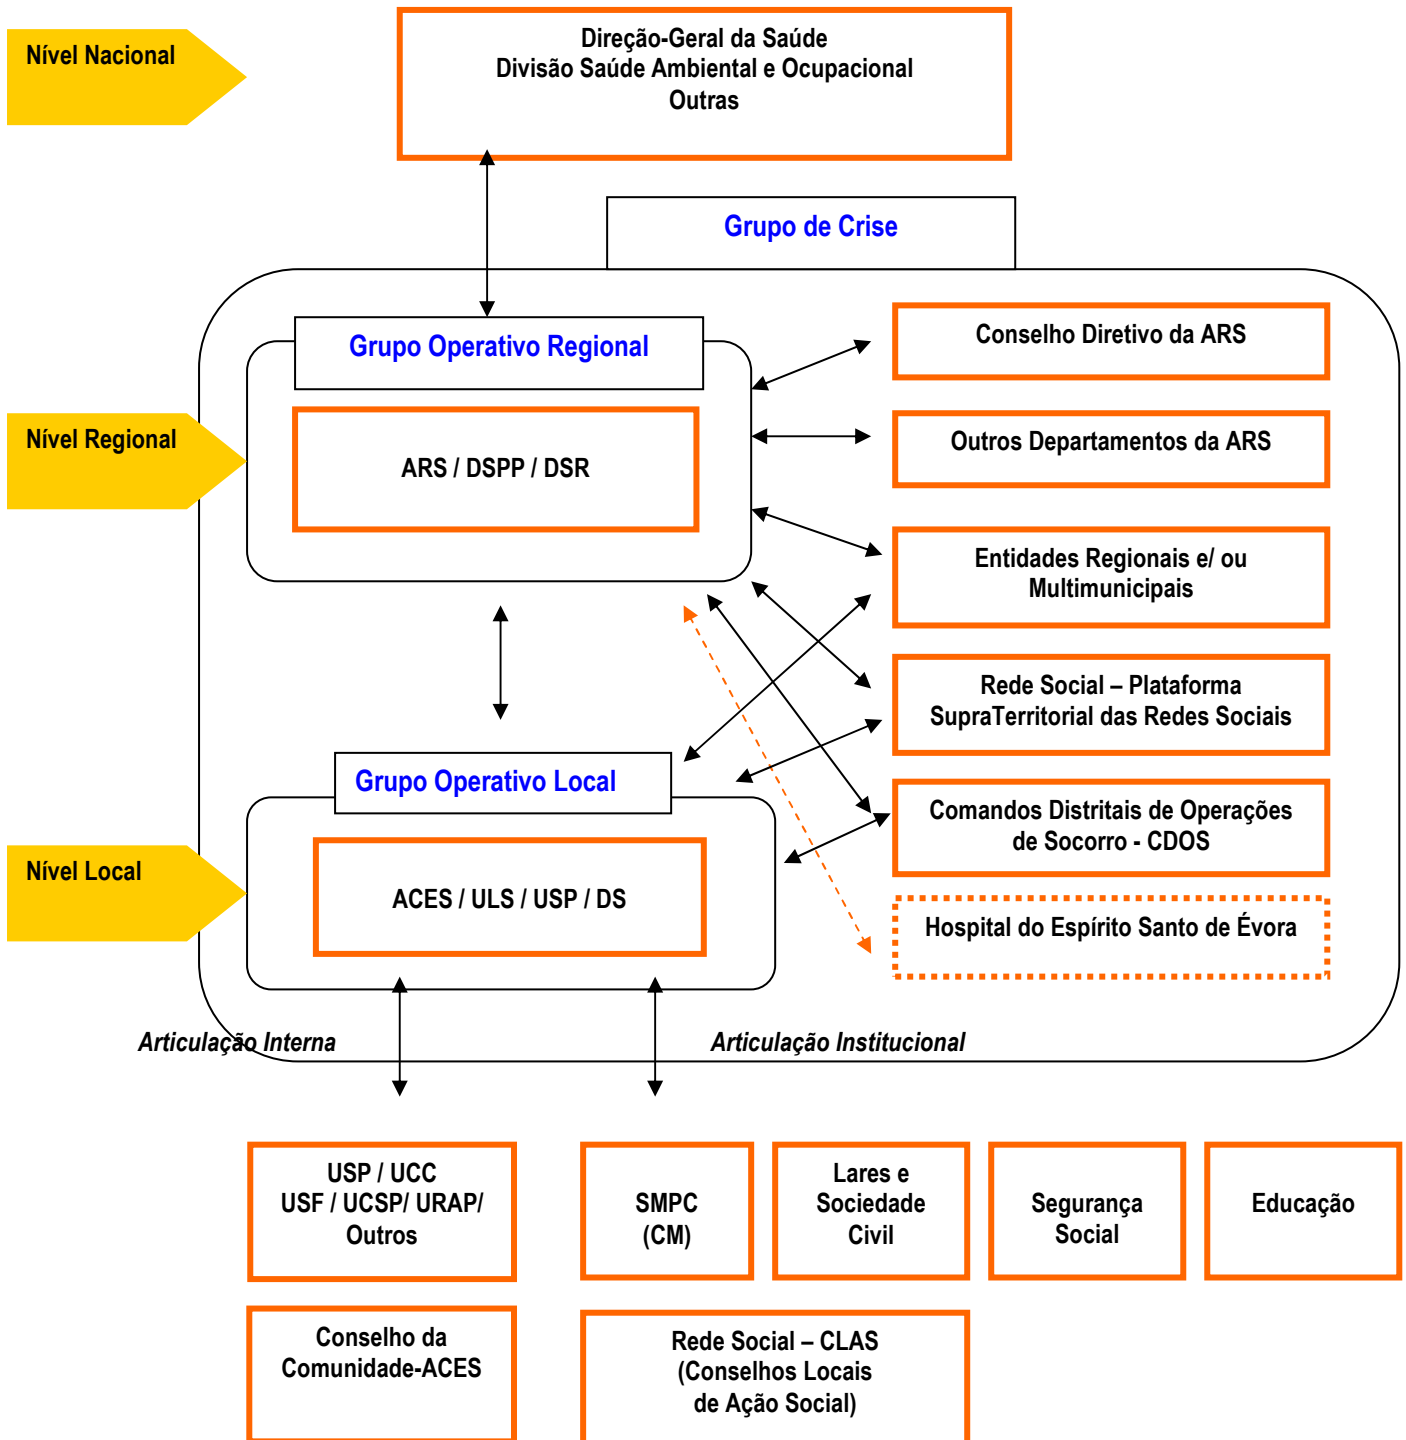 Nível Nacional
Direção-Geral da Saúde
Divisão Saúde Ambiental e Ocupacional
Outras
Grupo de Crise
Grupo Operativo Regional
Conselho Diretivo da ARS
Nível Regional
ARS / DSPP / DSR
Outros Departamentos da ARS
Entidades Regionais e/ ou
Multimunicipais
Rede Social – Plataforma
SupraTerritorial das Redes Sociais
Grupo Operativo Local
Comandos Distritais de Operações
de Socorro - CDOS
Nível Local
ACES / ULS / USP / DS
Hospital do Espírito Santo de Évora
Articulação Interna
Articulação Institucional
USP / UCC
USF / UCSP/ URAP/
Outros
SMPC
(CM)
Lares e
Sociedade
Civil
Segurança
Social
Educação
Conselho da
Comunidade-ACES
Rede Social – CLAS
(Conselhos Locais
de Ação Social)